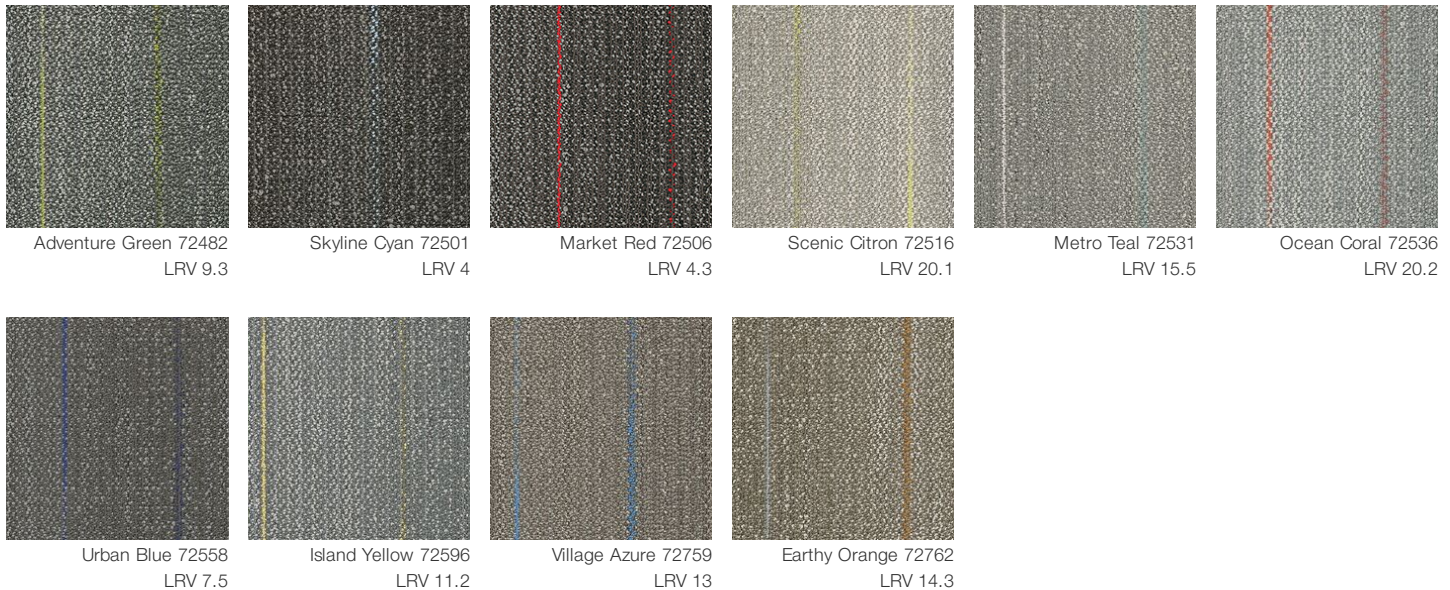 Adventure Green 72482
LRV 9.3
Skyline Cyan 72501
LRV 4
Market Red 72506
LRV 4.3
Scenic Citron 72516
LRV 20.1
Metro Teal 72531
LRV 15.5
Ocean Coral 72536
LRV 20.2
Urban Blue 72558
LRV 7.5
Island Yellow 72596
LRV 11.2
Village Azure 72759
LRV 13
Earthy Orange 72762
LRV 14.3